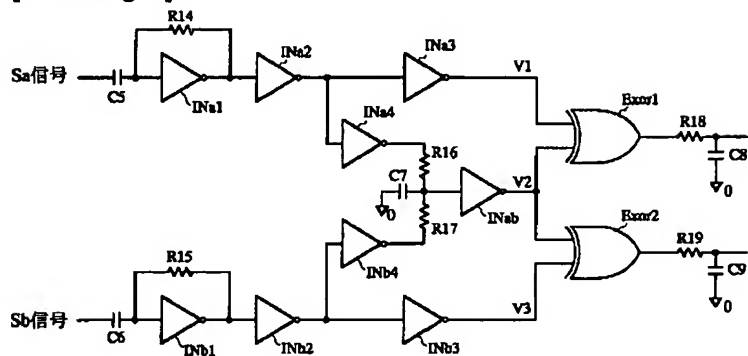 R14
INa2
INa3
Sa信号
C5
INa1
V1
Exor1
R18
INa4
C8
R16
C7
V2
0
0
R17
INab
Exor2
R19
INb4
R15
C9
V3
0
Sb信号
C6
INb1
INb2
INb3